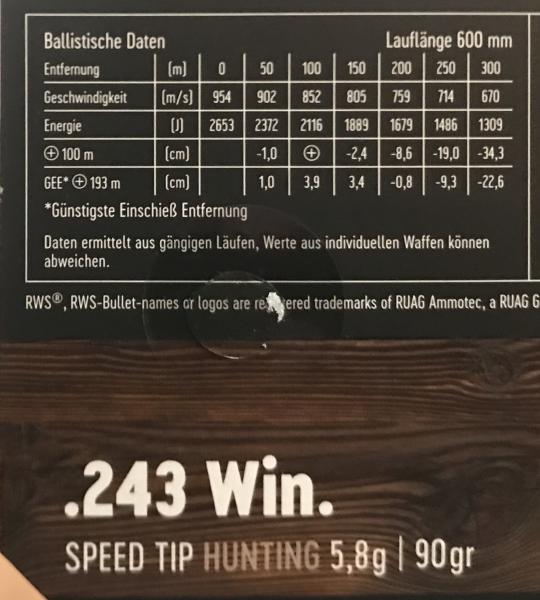 Ballistische Daten Lauflänge 600 mm
Entfernung [m] 0 50 100 150 200 250 300
Geschwindigkeit [m/s] 954 902 852 805 759 714 670
Energie [J] 2653 2372 2116 1889 1679 1486 1309
⊕ 100 m [cm] -1,0 ⊕ -2,4 -8,6 -19,0 -34,3
GEE* ⊕ 193 m [cm] 1,0 3,9 3,4 -0,8 -9,3 -22,6
*Günstigste Einschieß Entfernung
Daten ermittelt aus gängigen Läufen, Werte aus individuellen Waffen können
abweichen.
RWS®, RWS-Bullet-names or logos are registered trademarks of RUAG Ammotec, a RUAG G
.243 Win.
SPEED TIP HUNTING 5,8g | 90gr